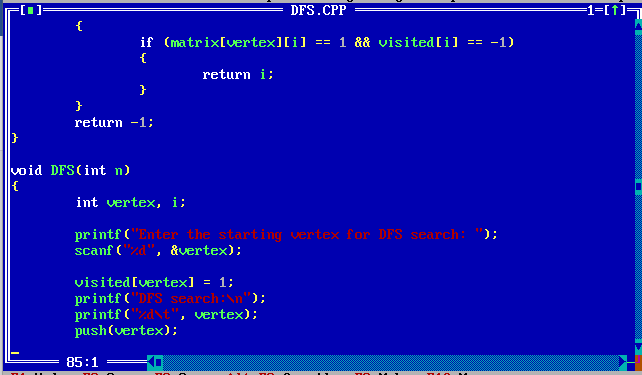 DFS.CPP 1=[↑]
{
if (matrix[vertex][i] == 1 && visited[i] == -1)
{
return i;
}
}
return -1;
}
void DFS(int n)
{
int vertex, i;
printf("Enter the starting vertex for DFS search: ");
scanf("%d", &vertex);
visited[vertex] = 1;
printf("DFS search:\n");
printf("%d\t", vertex);
push(vertex);
85:1